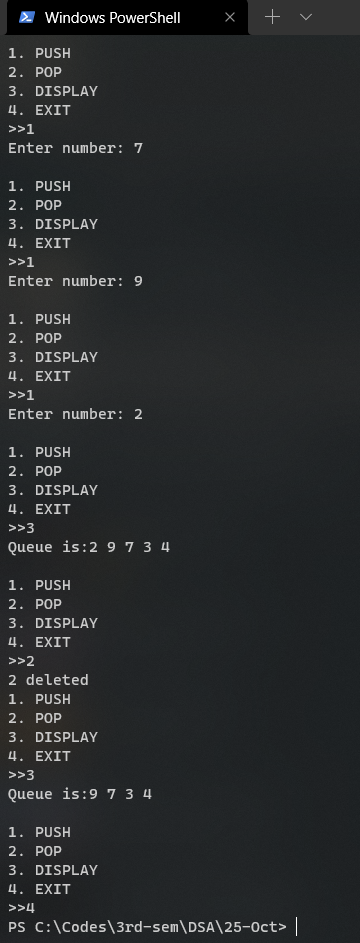 Windows PowerShell
1. PUSH
2. POP
3. DISPLAY
4. EXIT
>>1
Enter number: 7
1. PUSH
2. POP
3. DISPLAY
4. EXIT
>>1
Enter number: 9
1. PUSH
2. POP
3. DISPLAY
4. EXIT
>>1
Enter number: 2
1. PUSH
2. POP
3. DISPLAY
4. EXIT
>>3
Queue is:2 9 7 3 4
1. PUSH
2. POP
3. DISPLAY
4. EXIT
>>2
2 deleted
1. PUSH
2. POP
3. DISPLAY
4. EXIT
>>3
Queue is:9 7 3 4
1. PUSH
2. POP
3. DISPLAY
4. EXIT
>>4
PS C:\Codes\3rd-sem\DSA\25-Oct>